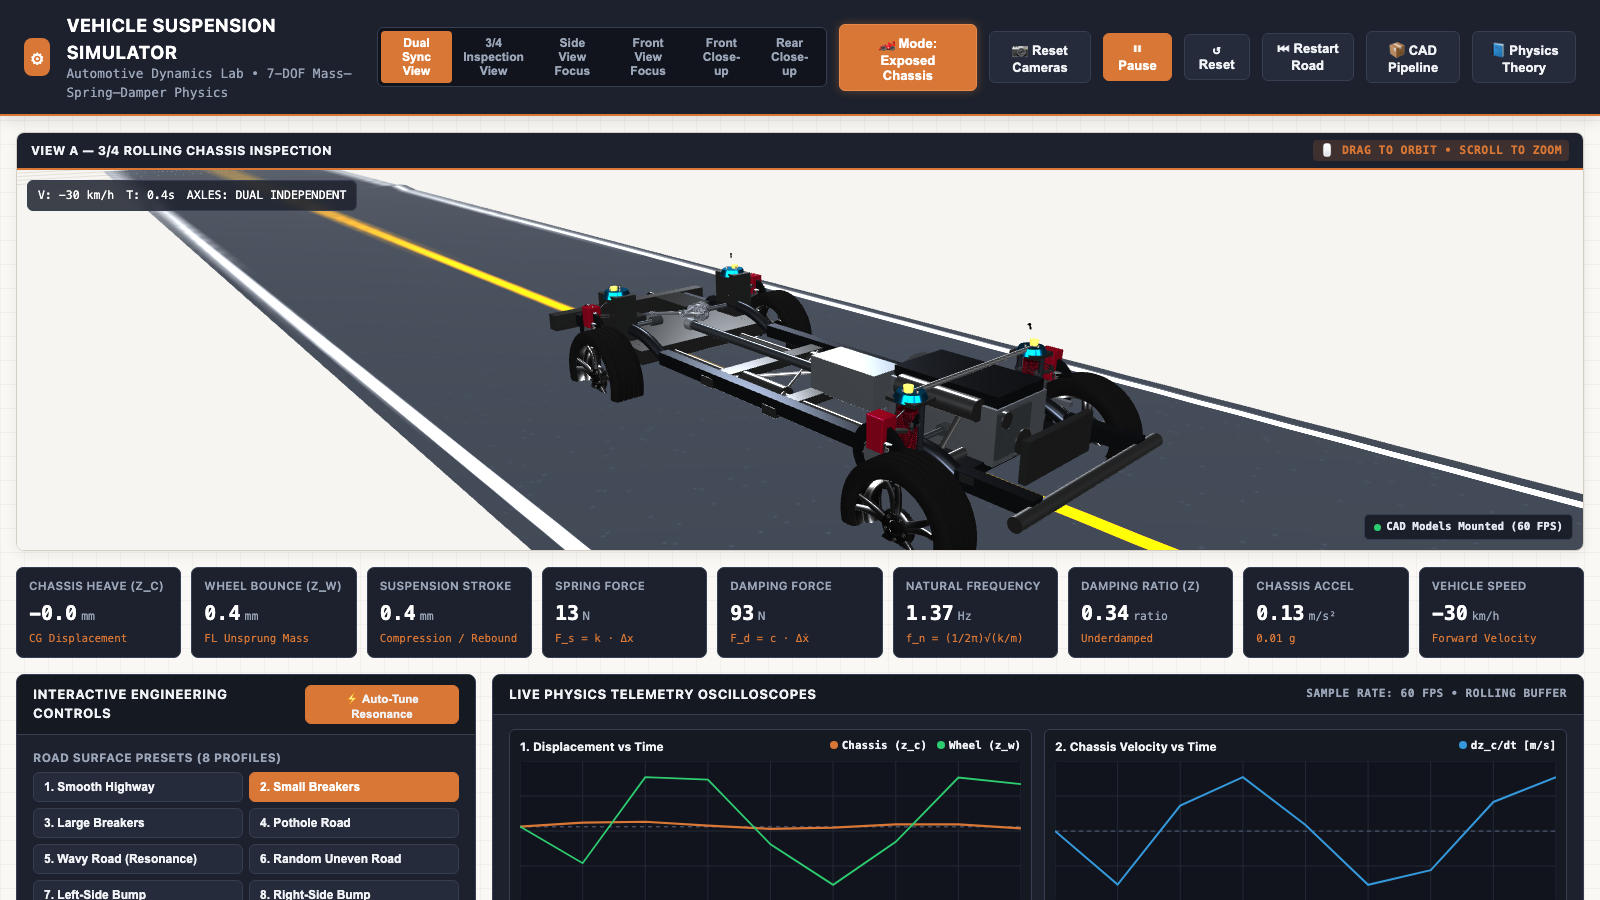 VEHICLE SUSPENSION
SIMULATOR
Automotive Dynamics Lab • 7-DOF Mass-
Spring-Damper Physics
Dual
Sync
View
3/4
Inspection
View
Side
View
Focus
Front
View
Focus
Front
Close-
up
Rear
Close-
up
🏎️ Mode:
Exposed
Chassis
📷 Reset
Cameras
⏸
Pause
↺
Reset
⏮ Restart
Road
📦 CAD
Pipeline
📘 Physics
Theory
VIEW A — 3/4 ROLLING CHASSIS INSPECTION
DRAG TO ORBIT • SCROLL TO ZOOM
V: -30 km/h T: 0.4s AXLES: DUAL INDEPENDENT
CAD Models Mounted (60 FPS)
CHASSIS HEAVE (Z_C)
-0.0 mm
CG Displacement
WHEEL BOUNCE (Z_W)
0.4 mm
FL Unsprung Mass
SUSPENSION STROKE
0.4 mm
Compression / Rebound
SPRING FORCE
13 N
F_s = k · Δx
DAMPING FORCE
93 N
F_d = c · Δẋ
NATURAL FREQUENCY
1.37 Hz
f_n = (1/2π)√(k/m)
DAMPING RATIO (Ζ)
0.34 ratio
Underdamped
CHASSIS ACCEL
0.13 m/s²
0.01 g
VEHICLE SPEED
-30 km/h
Forward Velocity
INTERACTIVE ENGINEERING
CONTROLS
⚡ Auto-Tune
Resonance
ROAD SURFACE PRESETS (8 PROFILES)
1. Smooth Highway
2. Small Breakers
3. Large Breakers
4. Pothole Road
5. Wavy Road (Resonance)
6. Random Uneven Road
7. Left-Side Bump
8. Right-Side Bump
LIVE PHYSICS TELEMETRY OSCILLOSCOPES
SAMPLE RATE: 60 FPS • ROLLING BUFFER
1. Displacement vs Time
Chassis (z_c)
Wheel (z_w)
2. Chassis Velocity vs Time
dz_c/dt [m/s]